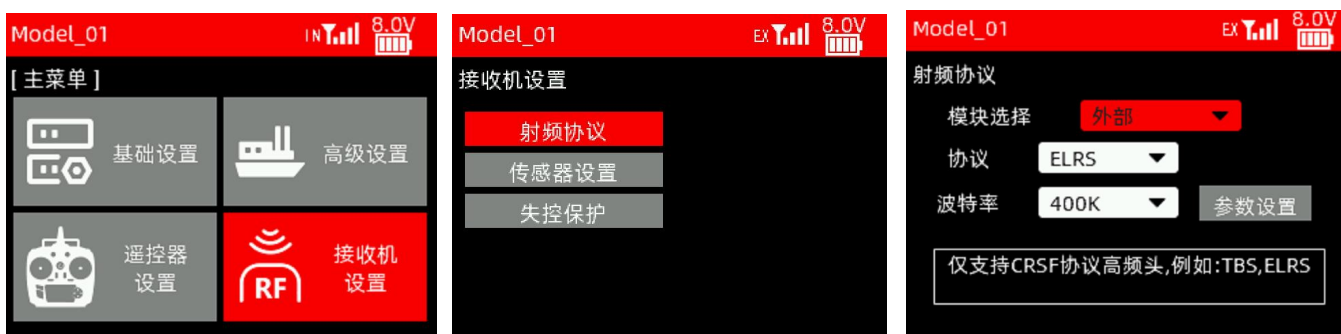 Model_01
IN
8.0V
[ 主菜单 ]
基础设置
高级设置
遥控器
设置
RF
接收机
设置
Model_01
EX
8.0V
接收机设置
射频协议
传感器设置
失控保护
Model_01
EX
8.0V
射频协议
模块选择
外部
协议
ELRS
波特率
400K
参数设置
仅支持CRSF协议高频头,例如:TBS,ELRS